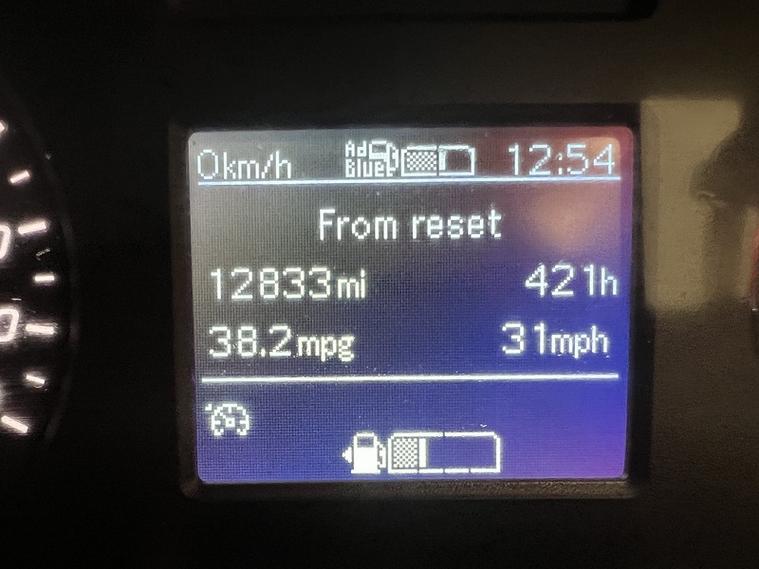 0km/h AdBlue 12:54
From reset
12833mi 421h
38.2mpg 31mph